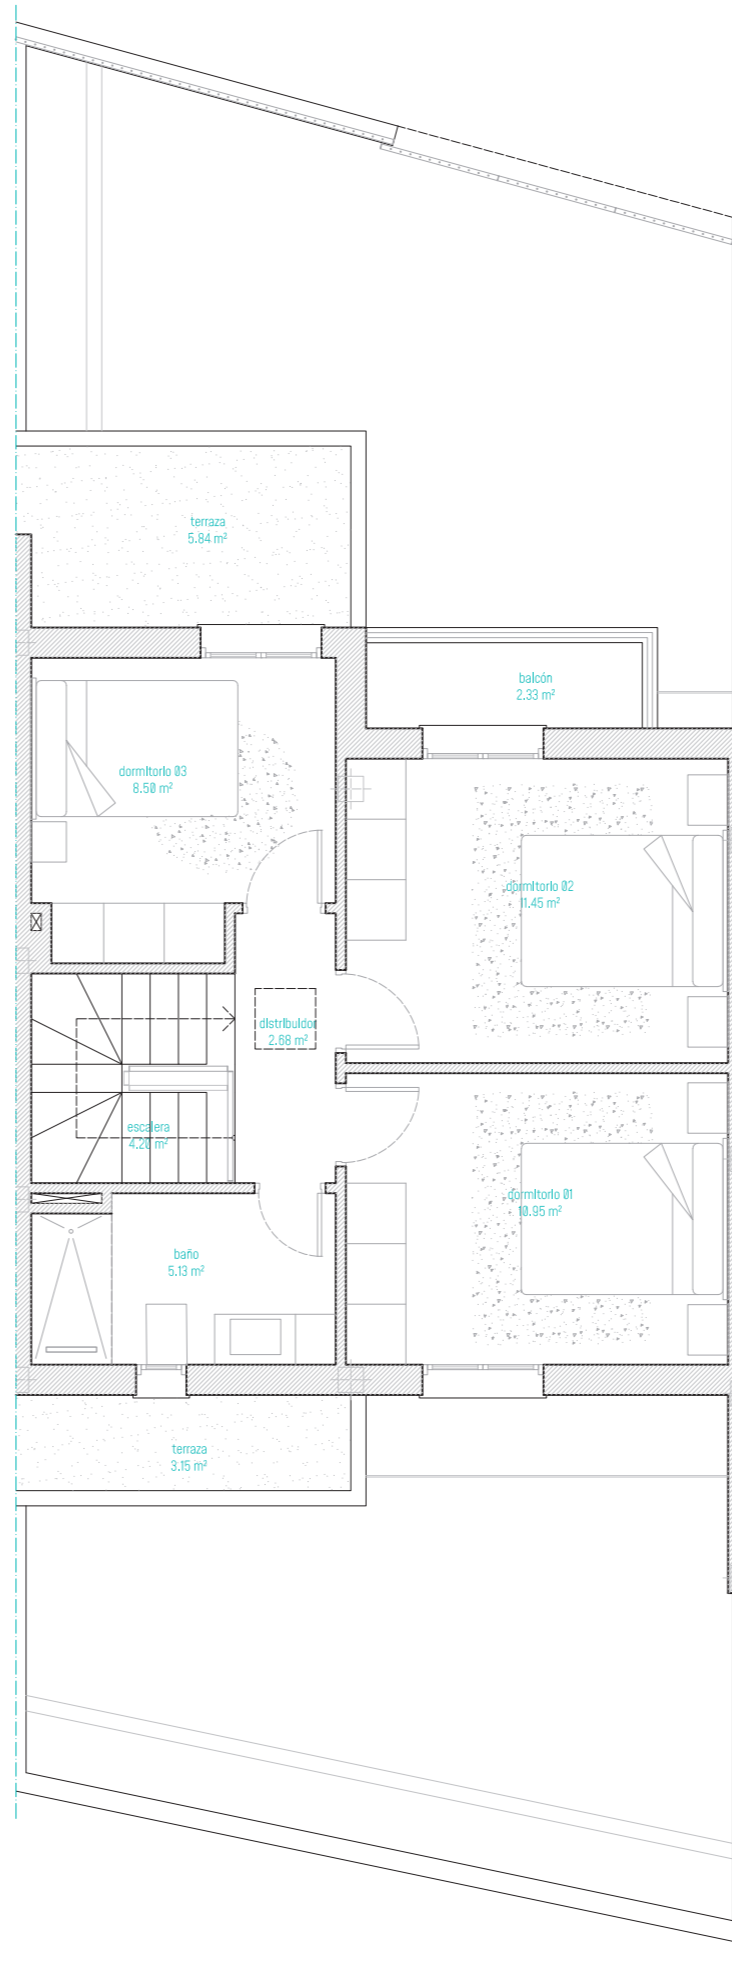 terraza
5.84 m²
balcón
2.33 m²
dormitorio 03
8.50 m²
dormitorio 02
11.45 m²
distribuidor
2.68 m²
escalera
4.20 m²
dormitorio 01
10.95 m²
baño
5.13 m²
terraza
3.15 m²